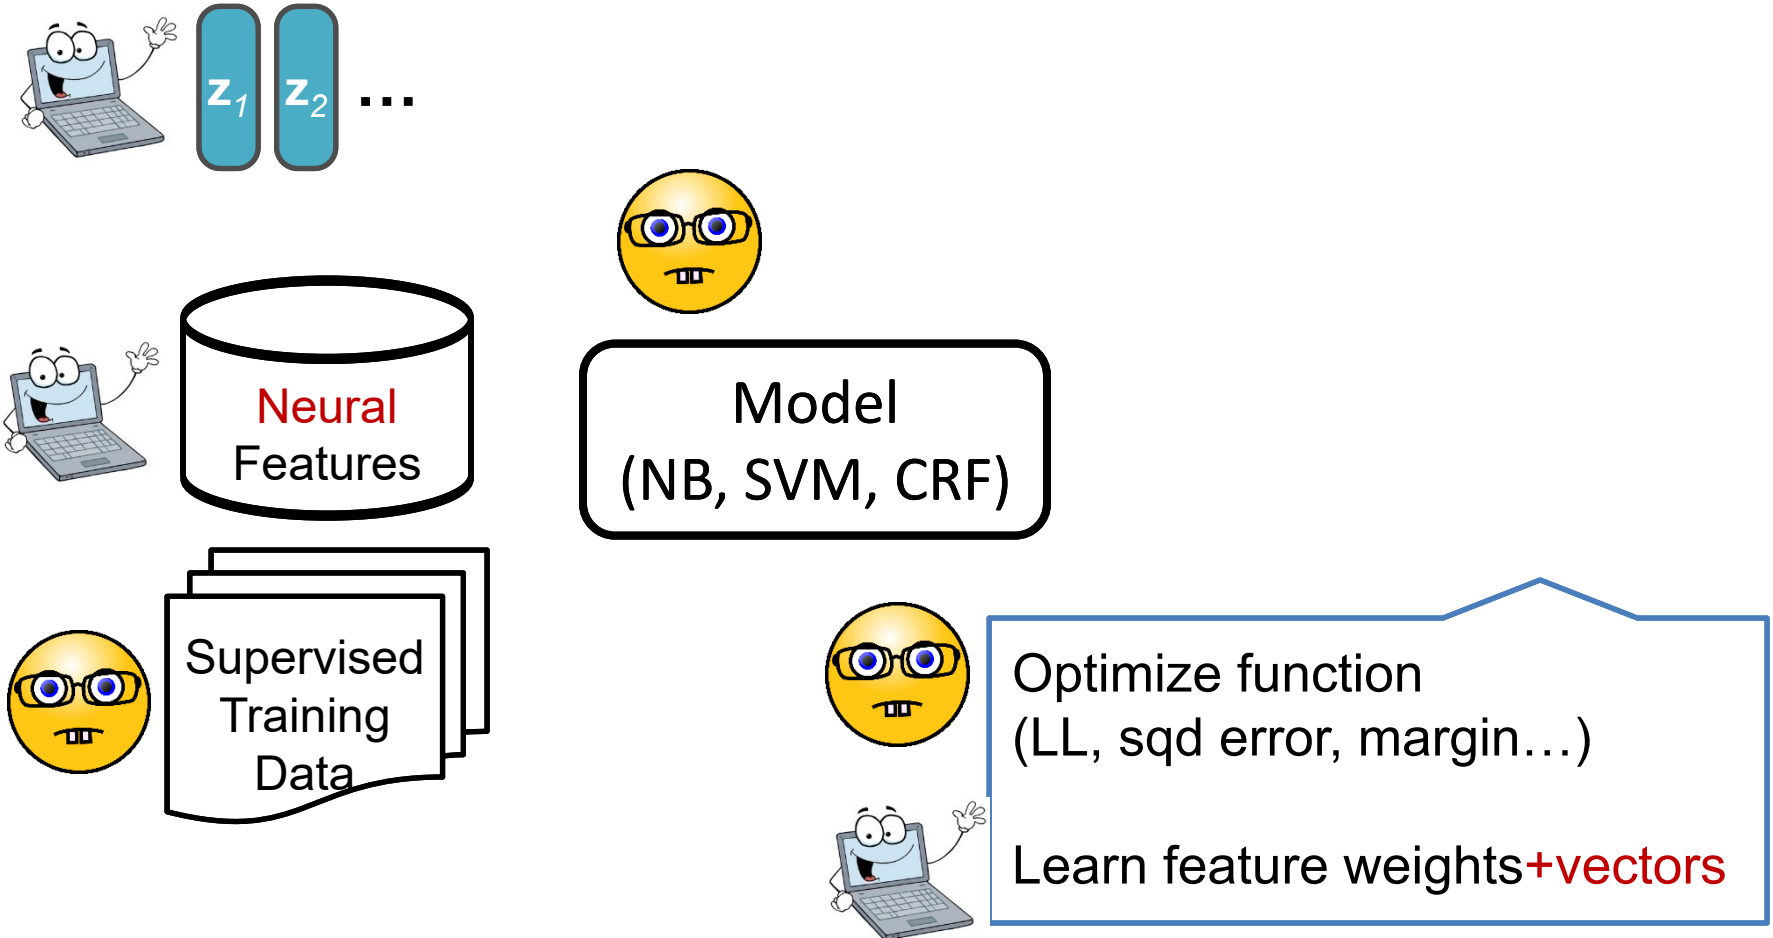 z1 z2 ...
Neural
Features
Model
(NB, SVM, CRF)
Supervised
Training
Data
Optimize function
(LL, sqd error, margin…)
Learn feature weights+vectors